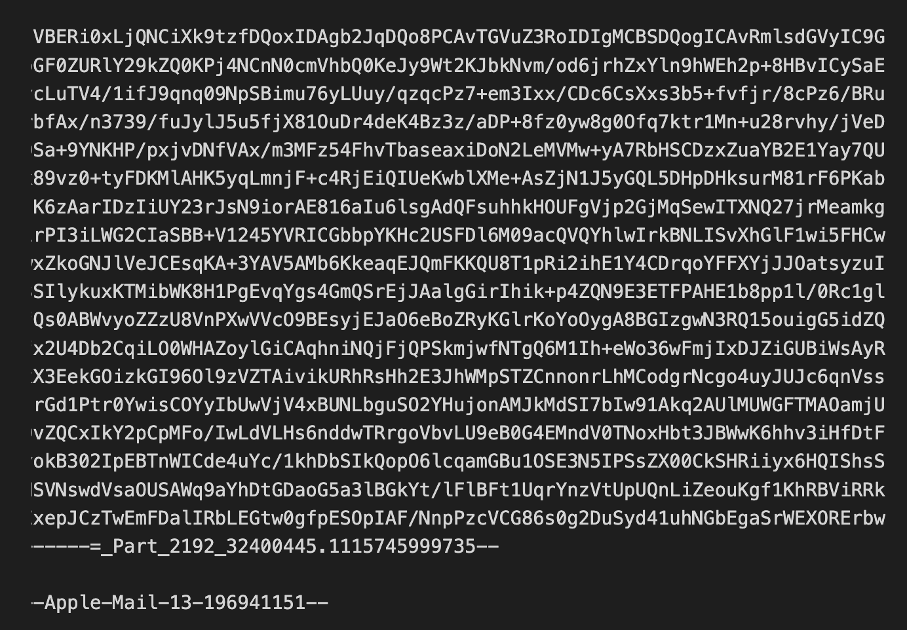 VBERi0xLjQNCiXk9tzfDQoxIDAgb2JqDQo8PCAvTGVuZ3RoIDIgMCBSDQogICAvRmlsdGVyIC9G
GF0ZURlY29kZQ0KPj4NCnN0cmVhbQ0KeJy9Wt2KJbkNvm/od6jrhZxYln9hWEh2p+8HBvICySaE
cLuTV4/1ifJ9qnq09NpSBimu76yLUuy/qzqcPz7+em3Ixx/CDc6CsXxs3b5+fvfjr/8cPz6/BRu
bfAx/n3739/fuJylJ5u5fjX81OuDr4deK4Bz3z/aDP+8fz0yw8g0Ofq7ktr1Mn+u28rvhy/jVeD
Sa+9YNKHP/pxjvDNfVAx/m3MFz54FhvTbaseaxiDoN2LeMVMw+yA7RbHSCDzxZuaYB2E1Yay7QU
89vz0+tyFDKMlAHK5yqLmnjF+c4RjEiQIUeKwblXMe+AsZjN1J5yGQL5DHpDHksurM81rF6PKab
K6zAarIDzIiUY23rJsN9iorAE816aIu6lsgAdQFsuhhkHOUFgVjp2GjMqSewITXNQ27jrMeamkg
rPI3iLWG2CIaSBB+V1245YVRICGbbpYKHc2USFDl6M09acQVQYhlwIrkBNLISvXhGlF1wi5FHCw
xZkoGNJlVeJCEsqKA+3YAV5AMb6KkeaqEJQmFKKQU8T1pRi2ihE1Y4CDrqoYFFXYjJJOatsyzuI
SIlykuxKTMibWK8H1PgEvqYgs4GmQSrEjJAalgGirIhik+p4ZQN9E3ETFPAHE1b8pp1l/0Rc1gl
Qs0ABWvyoZZzU8VnPXwVVcO9BEsyjEJaO6eBoZRyKGlrKoYoOygA8BGIzgwN3RQ15ouigG5idZQ
x2U4Db2CqiLO0WHAZoylGiCAqhniNQjFjQPSkmjwfNTgQ6M1Ih+eWo36wFmjIxDJZiGUBiWsAyR
X3EekGOizkGI96Ol9zVZTAivikURhRsHh2E3JhWMpSTZCnnonrLhMCodgrNcgo4uyJUJc6qnVss
rGd1Ptr0YwisCOYyIbUwVjV4xBUNLbguSO2YHujonAMJkMdSI7bIw91Akq2AUlMUWGFTMAOamjU
vZQCxIkY2pCpMFo/IwLdVLHs6nddwTRrgoVbvLU9eB0G4EMndV0TNoxHbt3JBWwK6hhv3iHfDtF
okB302IpEBTnWICde4uYc/1khDbSIkQopO6lcqamGBu1OSE3N5IPSsZX00CkSHRiiyx6HQIShsS
SVNswdVsaOUSAWq9aYhDtGDaoG5a3lBGkYt/lFlBFt1UqrYnzVtUpUQnLiZeouKgf1KhRBViRRk
xepJCzTwEmFDalIRbLEGtw0gfpESOpIAF/NnpPzcVCG86s0g2DuSyd41uhNGbEgaSrWEXORErbw
------=_Part_2192_32400445.1115745999735--
--Apple-Mail-13-196941151--